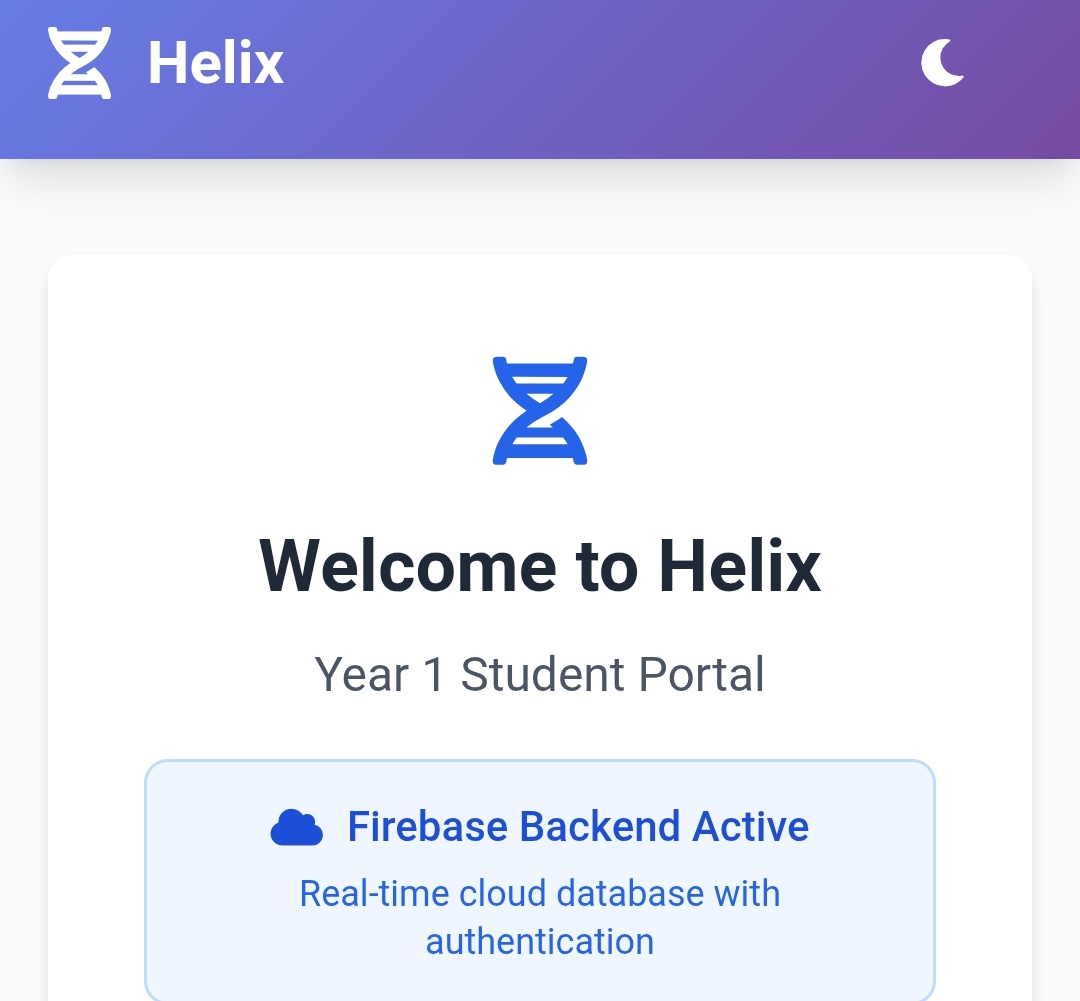 Helix
Welcome to Helix
Year 1 Student Portal
Firebase Backend Active
Real-time cloud database with
authentication